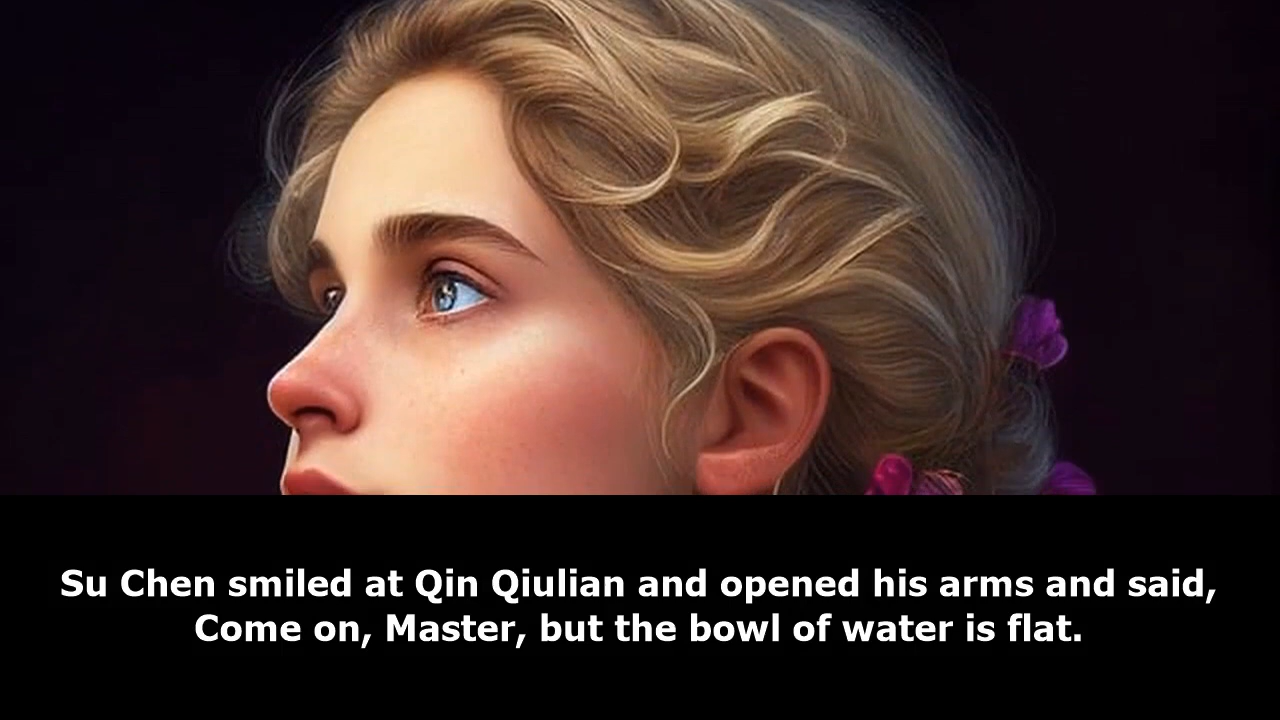 Su Chen smiled at Qin Qiulian and opened his arms and said,
Come on, Master, but the bowl of water is flat.